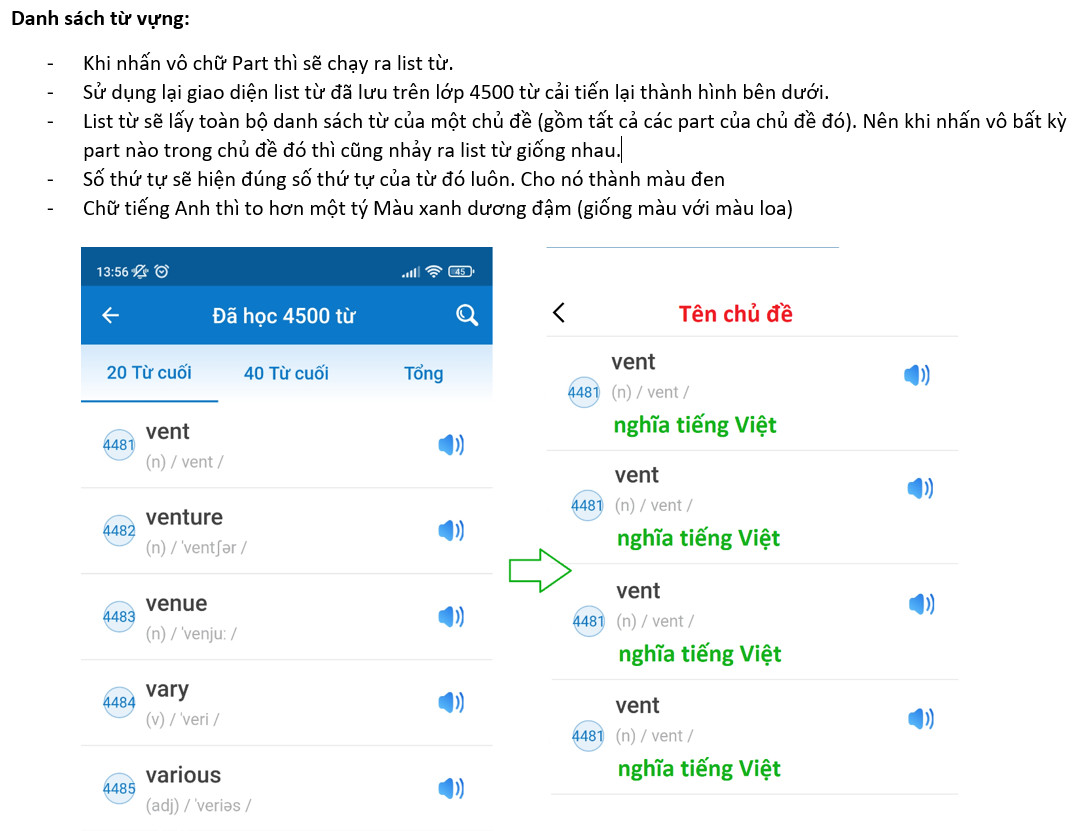 Danh sách từ vựng:
- Khi nhấn vô chữ Part thì sẽ chạy ra list từ.
- Sử dụng lại giao diện list từ đã lưu trên lớp 4500 từ cải tiến lại thành hình bên dưới.
- List từ sẽ lấy toàn bộ danh sách từ của một chủ đề (gồm tất cả các part của chủ đề đó). Nên khi nhấn vô bất kỳ
part nào trong chủ đề đó thì cũng nhảy ra list từ giống nhau.
- Số thứ tự sẽ hiện đúng số thứ tự của từ đó luôn. Cho nó thành màu đen
- Chữ tiếng Anh thì to hơn một tý Màu xanh dương đậm (giống màu với màu loa)
13:56 45
Đã học 4500 từ
20 Từ cuối 40 Từ cuối Tổng
vent
4481
(n) / vent /
venture
4482
(n) / 'ventʃər /
venue
4483
(n) / 'venju: /
vary
4484
(v) / 'veri /
various
4485
(adj) / 'veriəs /
Tên chủ đề
vent
4481 (n) / vent /
nghĩa tiếng Việt
vent
4481 (n) / vent /
nghĩa tiếng Việt
vent
4481 (n) / vent /
nghĩa tiếng Việt
vent
4481 (n) / vent /
nghĩa tiếng Việt